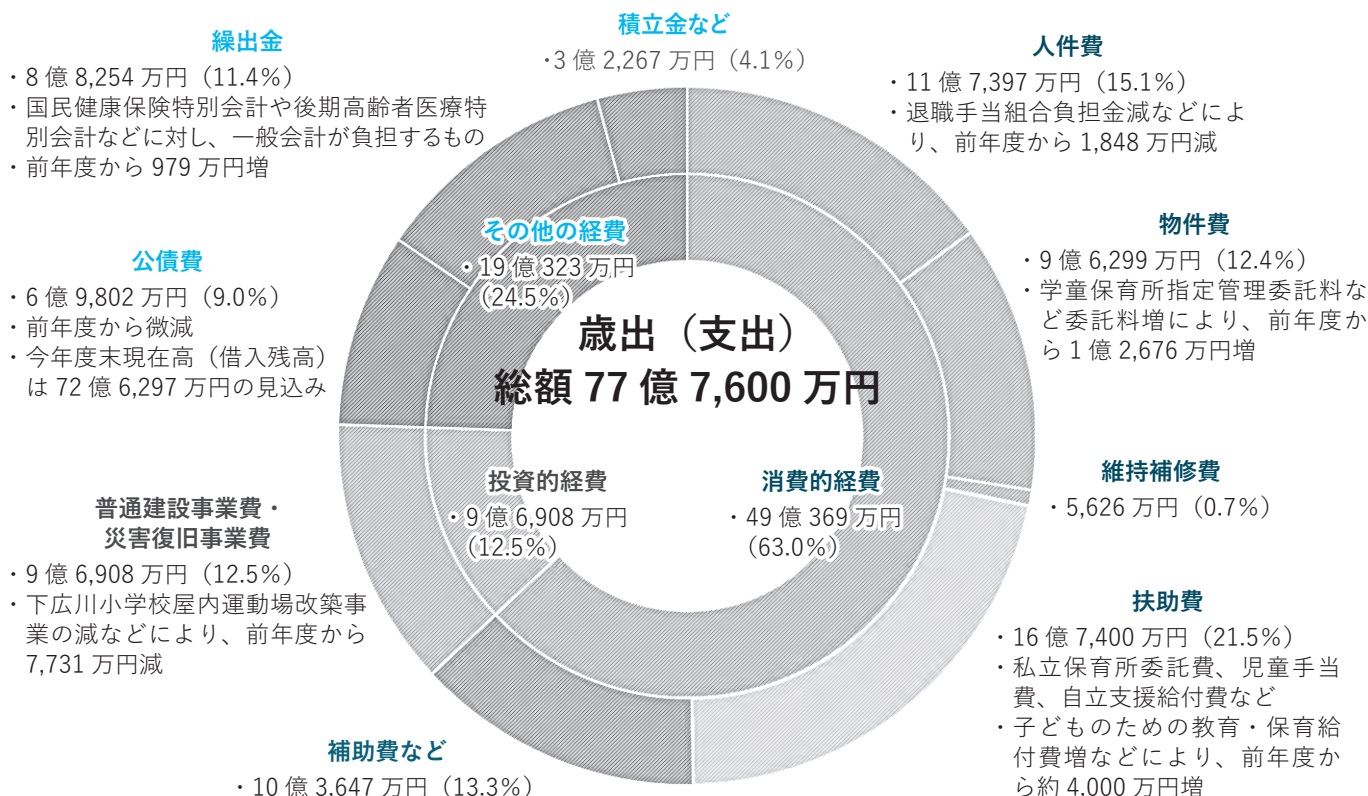 積立金など
・3 億 2,267 万円（4.1%）
繰出金
・8 億 8,254 万円（11.4%）
・国民健康保険特別会計や後期高齢者医療特
別会計などに対し、一般会計が負担するもの
・前年度から 979 万円増
人件費
・11 億 7,397 万円（15.1%）
・退職手当組合負担金減などによ
り、前年度から 1,848 万円減
物件費
・9 億 6,299 万円（12.4%）
・学童保育所指定管理委託料な
ど委託料増により、前年度か
ら 1 億 2,676 万円増
公債費
・6 億 9,802 万円（9.0%）
・前年度から微減
・今年度末現在高（借入残高）
は 72 億 6,297 万円の見込み
その他の経費
・19 億 323 万円
(24.5%)
歳出（支出）
総額 77 億 7,600 万円
投資的経費
・9 億 6,908 万円
(12.5%)
消費的経費
・49 億 369 万円
(63.0%)
維持補修費
・5,626 万円（0.7%）
普通建設事業費・
災害復旧事業費
・9 億 6,908 万円（12.5%）
・下広川小学校屋内運動場改築事
業の減などにより、前年度から
7,731 万円減
扶助費
・16 億 7,400 万円（21.5%）
・私立保育所委託費、児童手当
費、自立支援給付費など
・子どものための教育・保育給
付費増などにより、前年度か
ら約 4,000 万円増
補助費など
・10 億 3,647 万円（13.3%）